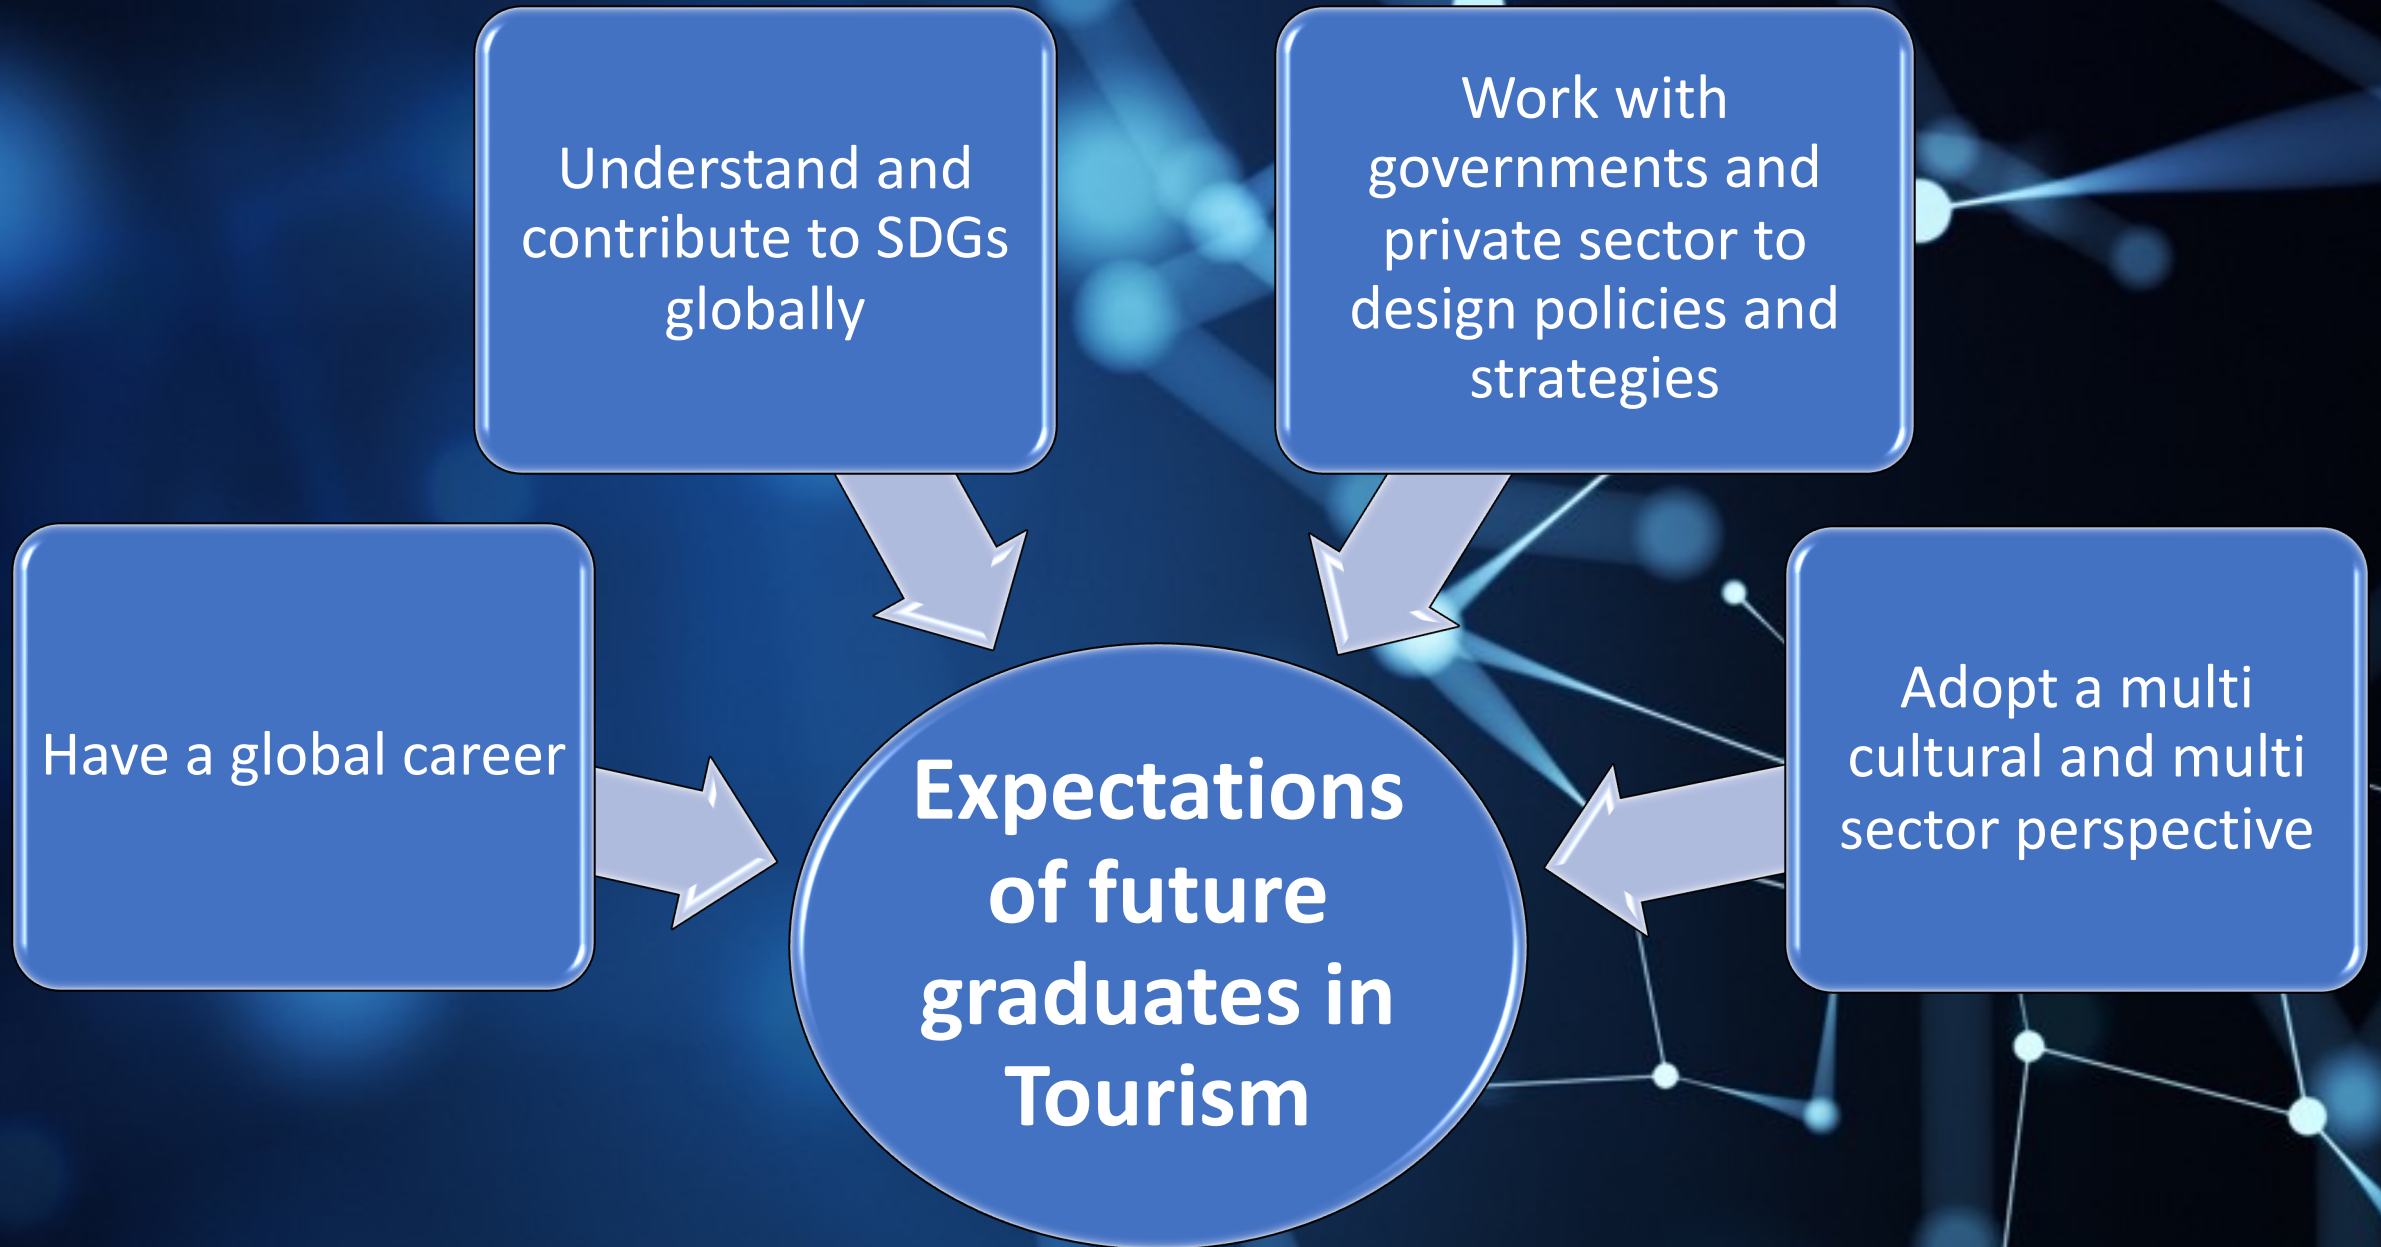 Understand and
contribute to SDGs
globally
Work with
governments and
private sector to
design policies and
strategies
Have a global career
Adopt a multi
cultural and multi
sector perspective
Expectations
of future
graduates in
Tourism